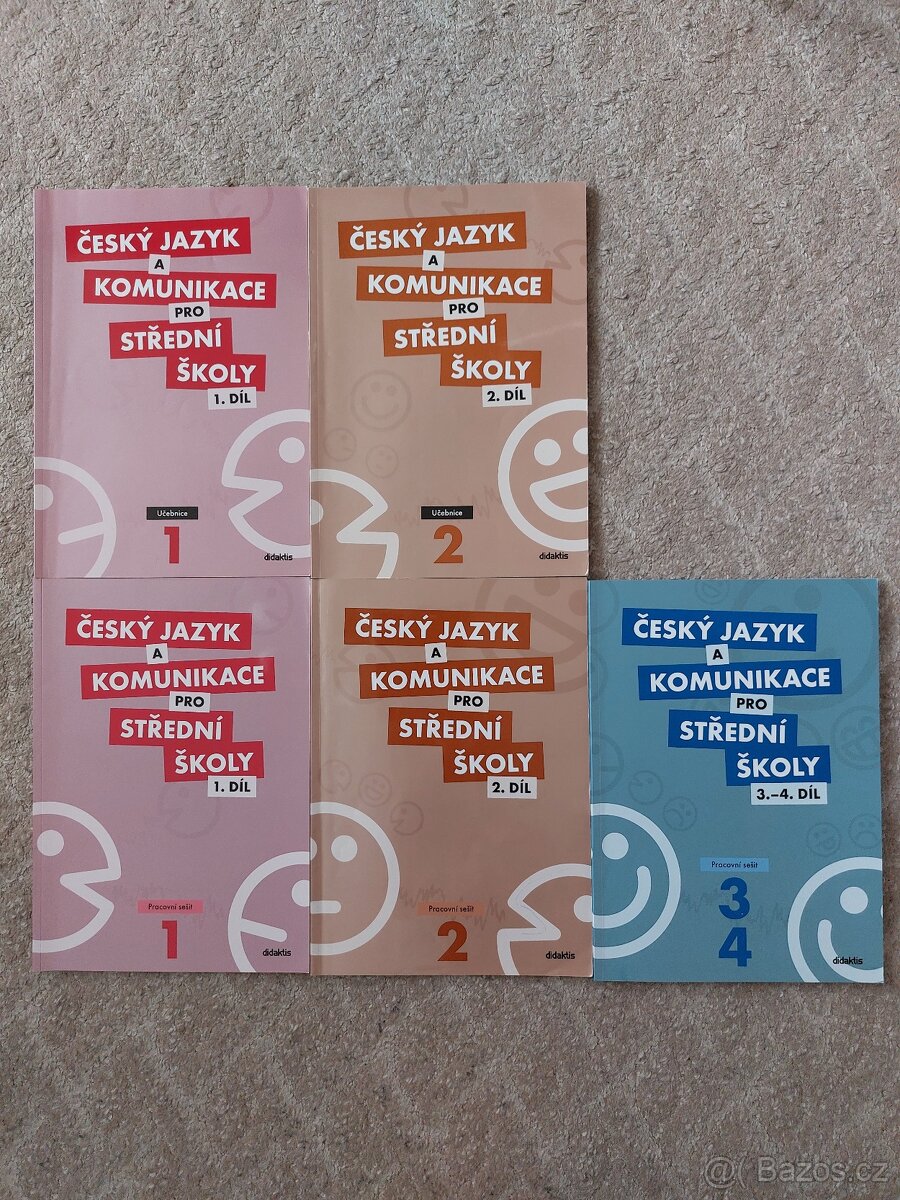 ČESKÝ JAZYK
A
KOMUNIKACE
PRO
STŘEDNÍ
ŠKOLY
1. DÍL
Učebnice
1
didaktis
ČESKÝ JAZYK
A
KOMUNIKACE
PRO
STŘEDNÍ
ŠKOLY
2. DÍL
Učebnice
2
didaktis
ČESKÝ JAZYK
A
KOMUNIKACE
PRO
STŘEDNÍ
ŠKOLY
1. DÍL
Pracovní sešit
1
didaktis
ČESKÝ JAZYK
A
KOMUNIKACE
PRO
STŘEDNÍ
ŠKOLY
2. DÍL
Pracovní sešit
2
didaktis
ČESKÝ JAZYK
A
KOMUNIKACE
PRO
STŘEDNÍ
ŠKOLY
3.–4. DÍL
Pracovní sešit
3
4
didaktis
@ Bazos.cz